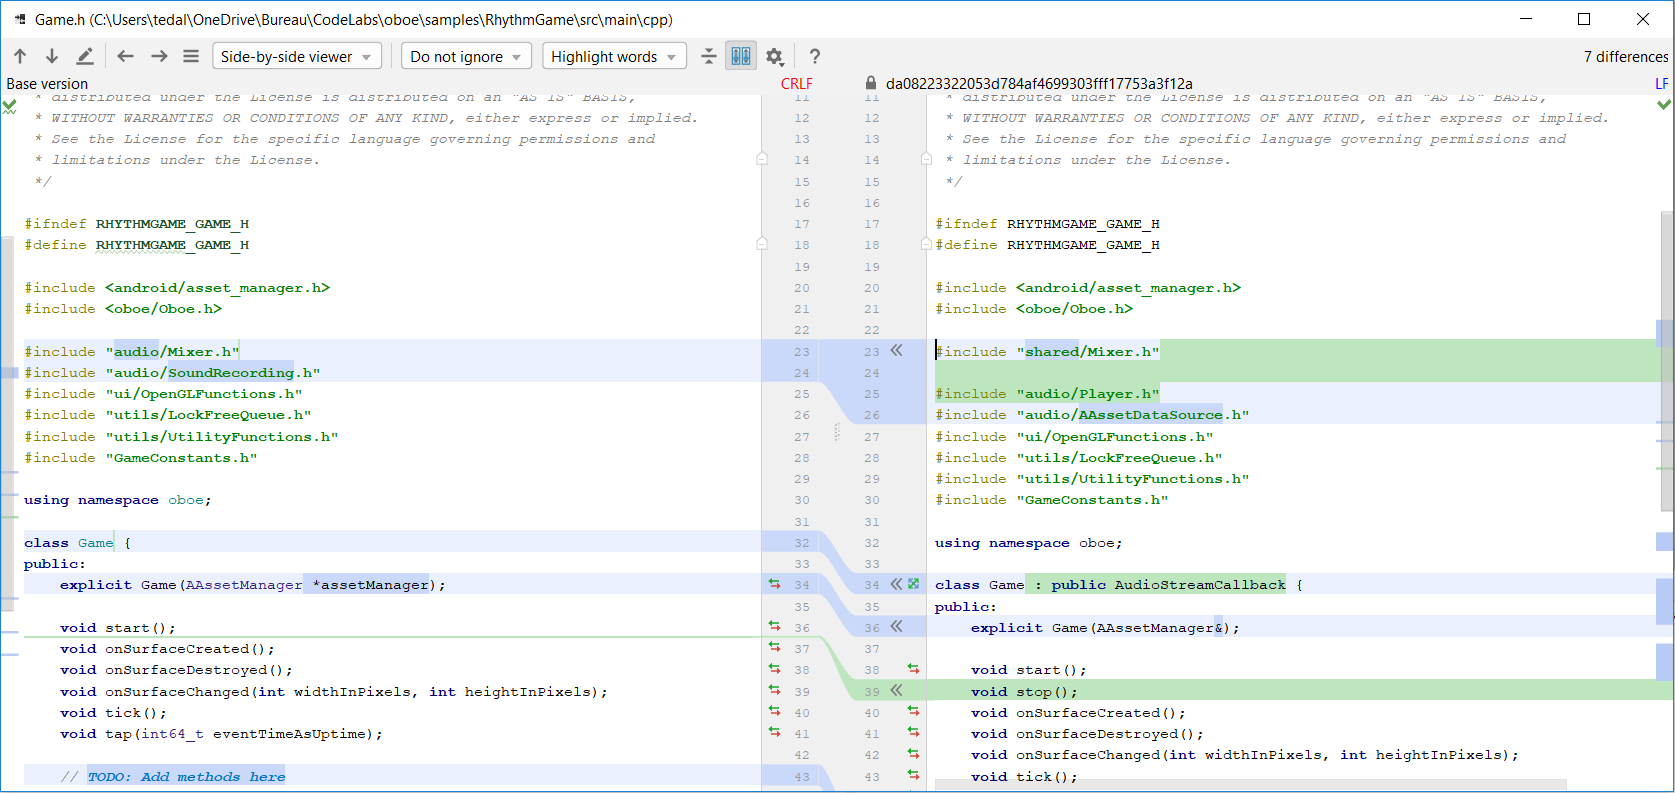 Game.h (C:\Users\tedal\OneDrive\Bureau\CodeLabs\oboe\samples\RhythmGame\src\main\cpp)
Side-by-side viewer Do not ignore Highlight words ? 7 differences
Base version CRLF
11 * distributed under the License is distributed on an "AS IS" BASIS,
12 * WITHOUT WARRANTIES OR CONDITIONS OF ANY KIND, either express or implied.
13 * See the License for the specific language governing permissions and
14 * limitations under the License.
15 */
16
17 #ifndef RHYTHMGAME_GAME_H
18 #define RHYTHMGAME_GAME_H
19
20 #include <android/asset_manager.h>
21 #include <oboe/Oboe.h>
22
23 #include "audio/Mixer.h"
24 #include "audio/SoundRecording.h"
25 #include "ui/OpenGLFunctions.h"
26 #include "utils/LockFreeQueue.h"
27 #include "utils/UtilityFunctions.h"
28 #include "GameConstants.h"
29
30 using namespace oboe;
31
32 class Game {
33 public:
34 explicit Game(AAssetManager *assetManager);
35
36 void start();
37 void onSurfaceCreated();
38 void onSurfaceDestroyed();
39 void onSurfaceChanged(int widthInPixels, int heightInPixels);
40 void tick();
41 void tap(int64_t eventTimeAsUptime);
42
43 // TODO: Add methods here
da08223322053d784af4699303fff17753a3f12a LF
11 * distributed under the License is distributed on an "AS IS" BASIS,
12 * WITHOUT WARRANTIES OR CONDITIONS OF ANY KIND, either express or implied.
13 * See the License for the specific language governing permissions and
14 * limitations under the License.
15 */
16
17 #ifndef RHYTHMGAME_GAME_H
18 #define RHYTHMGAME_GAME_H
19
20 #include <android/asset_manager.h>
21 #include <oboe/Oboe.h>
22
23 #include "shared/Mixer.h"
24
25 #include "audio/Player.h"
26 #include "audio/AAssetDataSource.h"
27 #include "ui/OpenGLFunctions.h"
28 #include "utils/LockFreeQueue.h"
29 #include "utils/UtilityFunctions.h"
30 #include "GameConstants.h"
31
32 using namespace oboe;
33
34 class Game : public AudioStreamCallback {
35 public:
36 explicit Game(AAssetManager&);
37
38 void start();
39 void stop();
40 void onSurfaceCreated();
41 void onSurfaceDestroyed();
42 void onSurfaceChanged(int widthInPixels, int heightInPixels);
43 void tick();